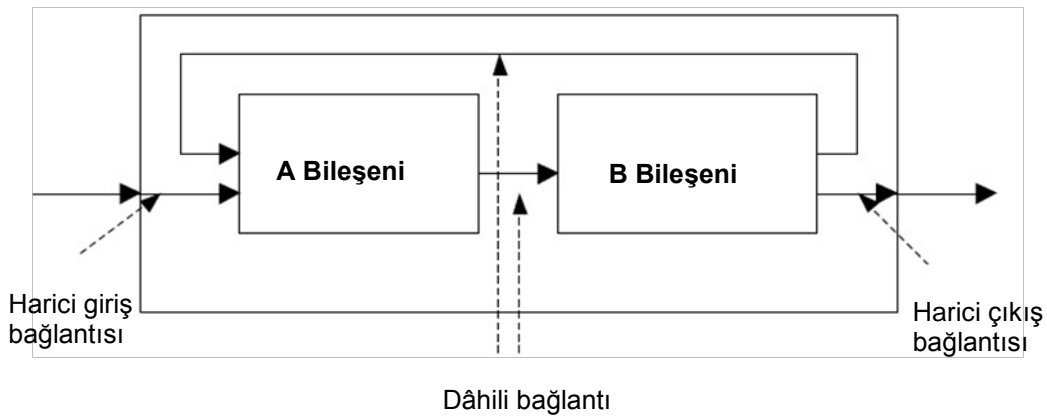 A Bileşeni
B Bileşeni
Harici giriş
bağlantısı
Harici çıkış
bağlantısı
Dâhili bağlantı